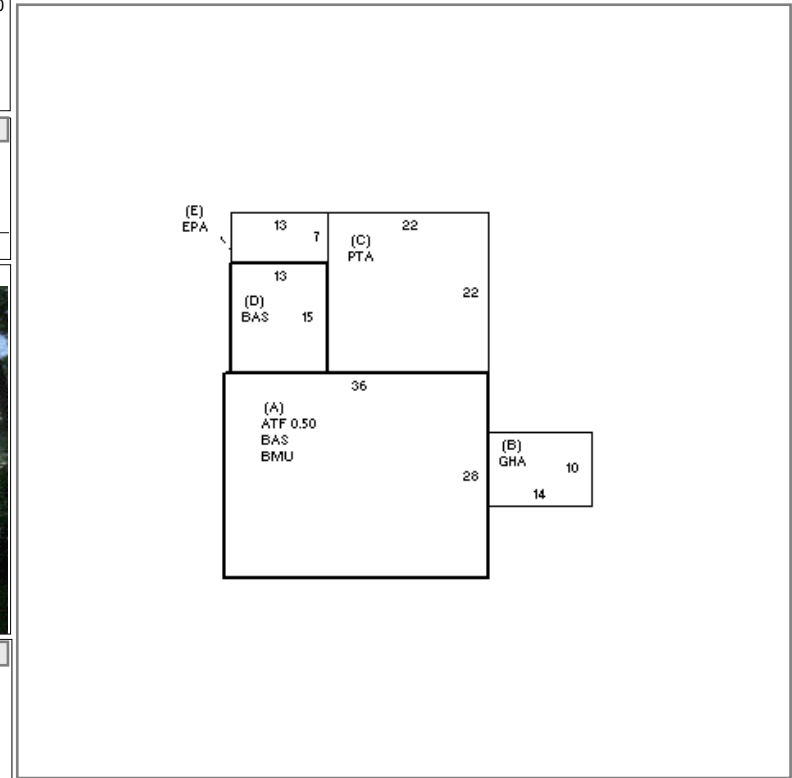 (E)
EPA
13
7
22
(C)
PTA
22
13
(D)
BAS
15
36
(A)
ATF 0.50
BAS
BMU
28
(B)
GHA
10
14